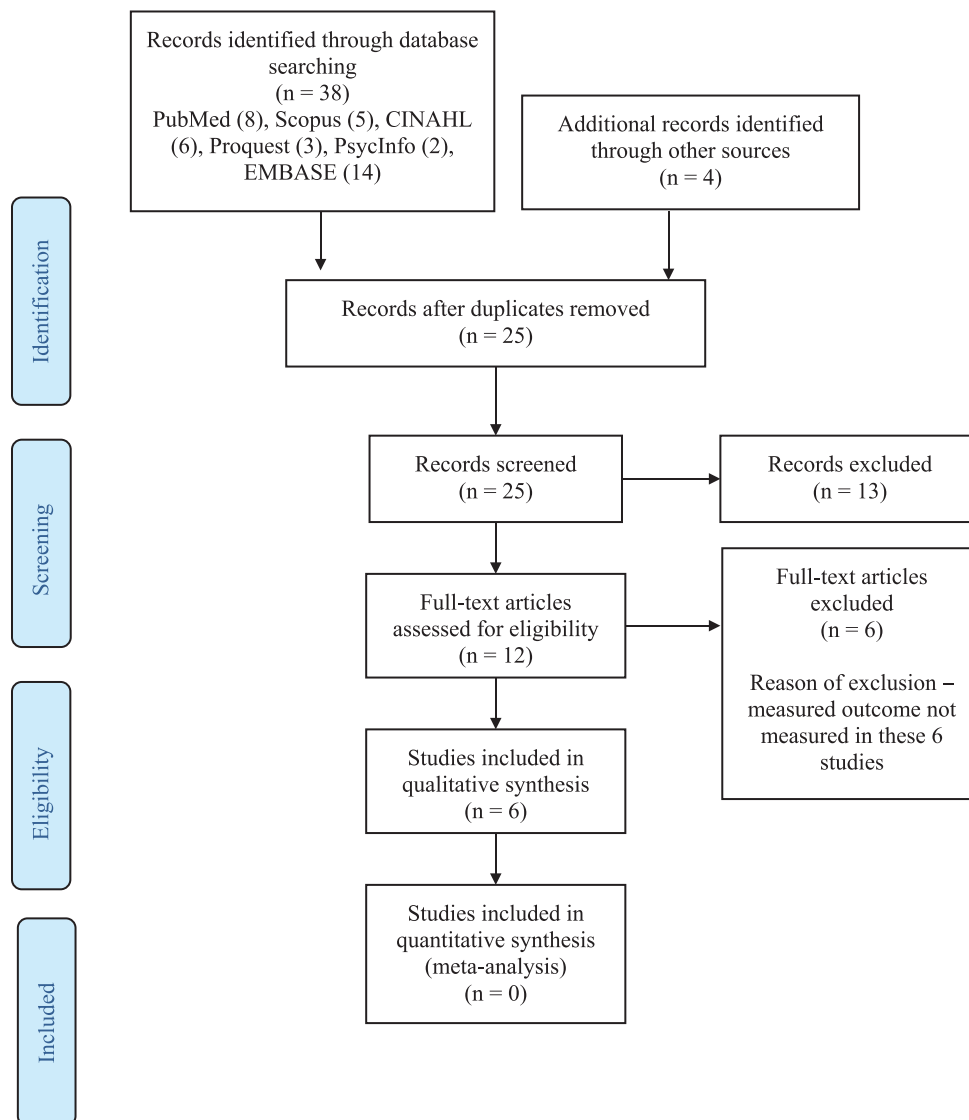 Records identified through database
searching
(n = 38)
PubMed (8), Scopus (5), CINAHL
(6), Proquest (3), PsycInfo (2),
EMBASE (14)
Additional records identified
through other sources
(n = 4)
Identification
Records after duplicates removed
(n = 25)
Screening
Records screened
(n = 25)
Records excluded
(n = 13)
Full-text articles
assessed for eligibility
(n = 12)
Full-text articles
excluded
(n = 6)
Reason of exclusion –
measured outcome not
measured in these 6
studies
Eligibility
Studies included in
qualitative synthesis
(n = 6)
Included
Studies included in
quantitative synthesis
(meta-analysis)
(n = 0)